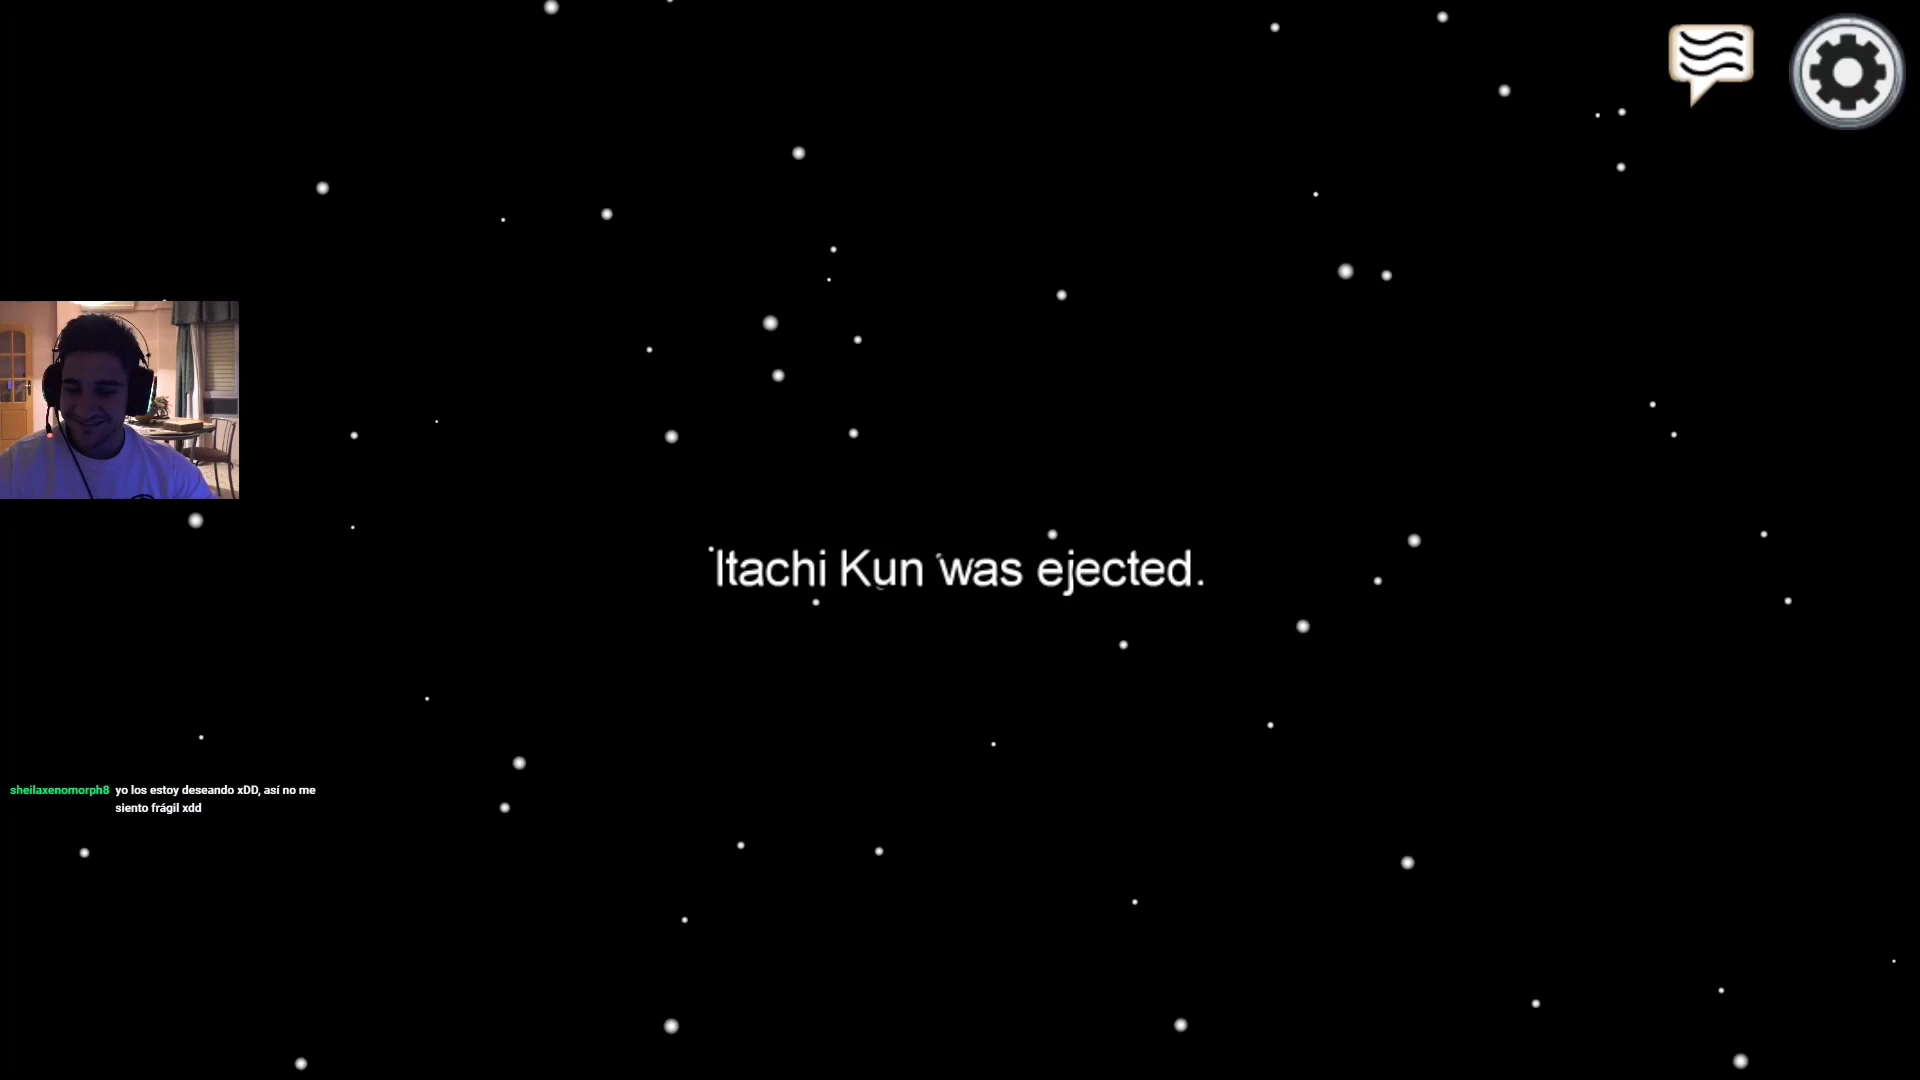 Itachi Kun was ejected.
sheilaxenomorph8 yo los estoy deseando xDD, así no me
siento frágil xdd